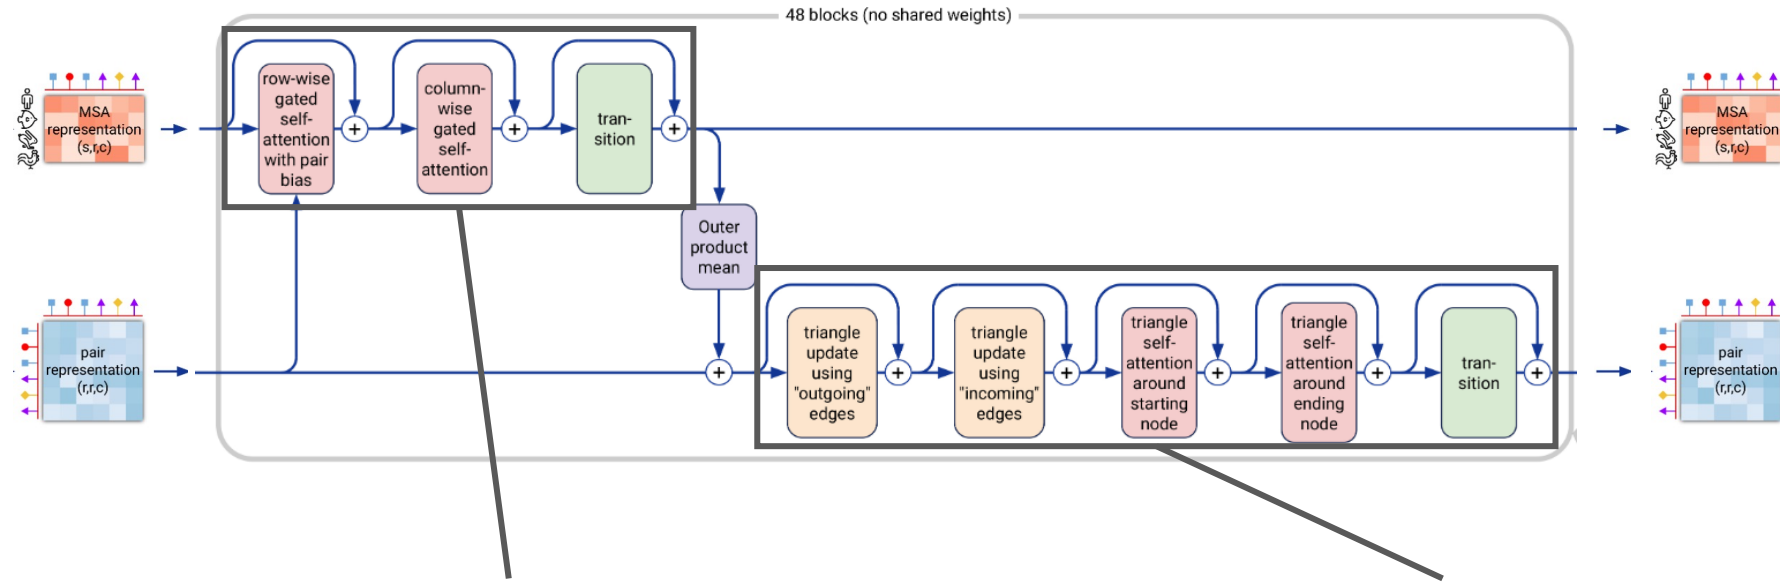 48 blocks (no shared weights)
MSA
representation
(s,r,c)
row-wise
gated
self-
attention
with pair
bias
column-
wise
gated
self-
attention
tran-
sition
MSA
representation
(s,r,c)
Outer
product
mean
pair
representation
(r,r,c)
triangle
update
using
"outgoing"
edges
triangle
update
using
"incoming"
edges
triangle
self-
attention
around
starting
node
triangle
self-
attention
around
ending
node
tran-
sition
pair
representation
(r,r,c)